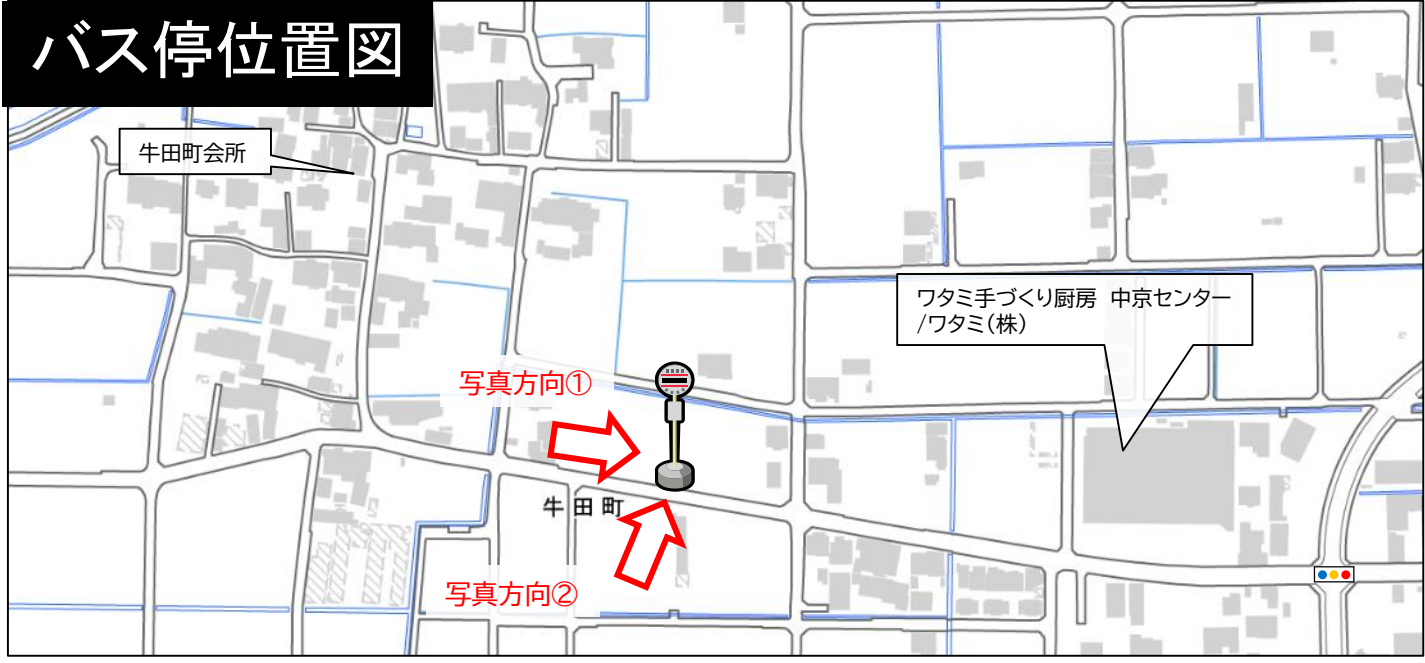 バス停位置図
牛田町会所
ワタミ手づくり厨房 中京センター
/ワタミ(株)
写真方向①
牛田町
写真方向②